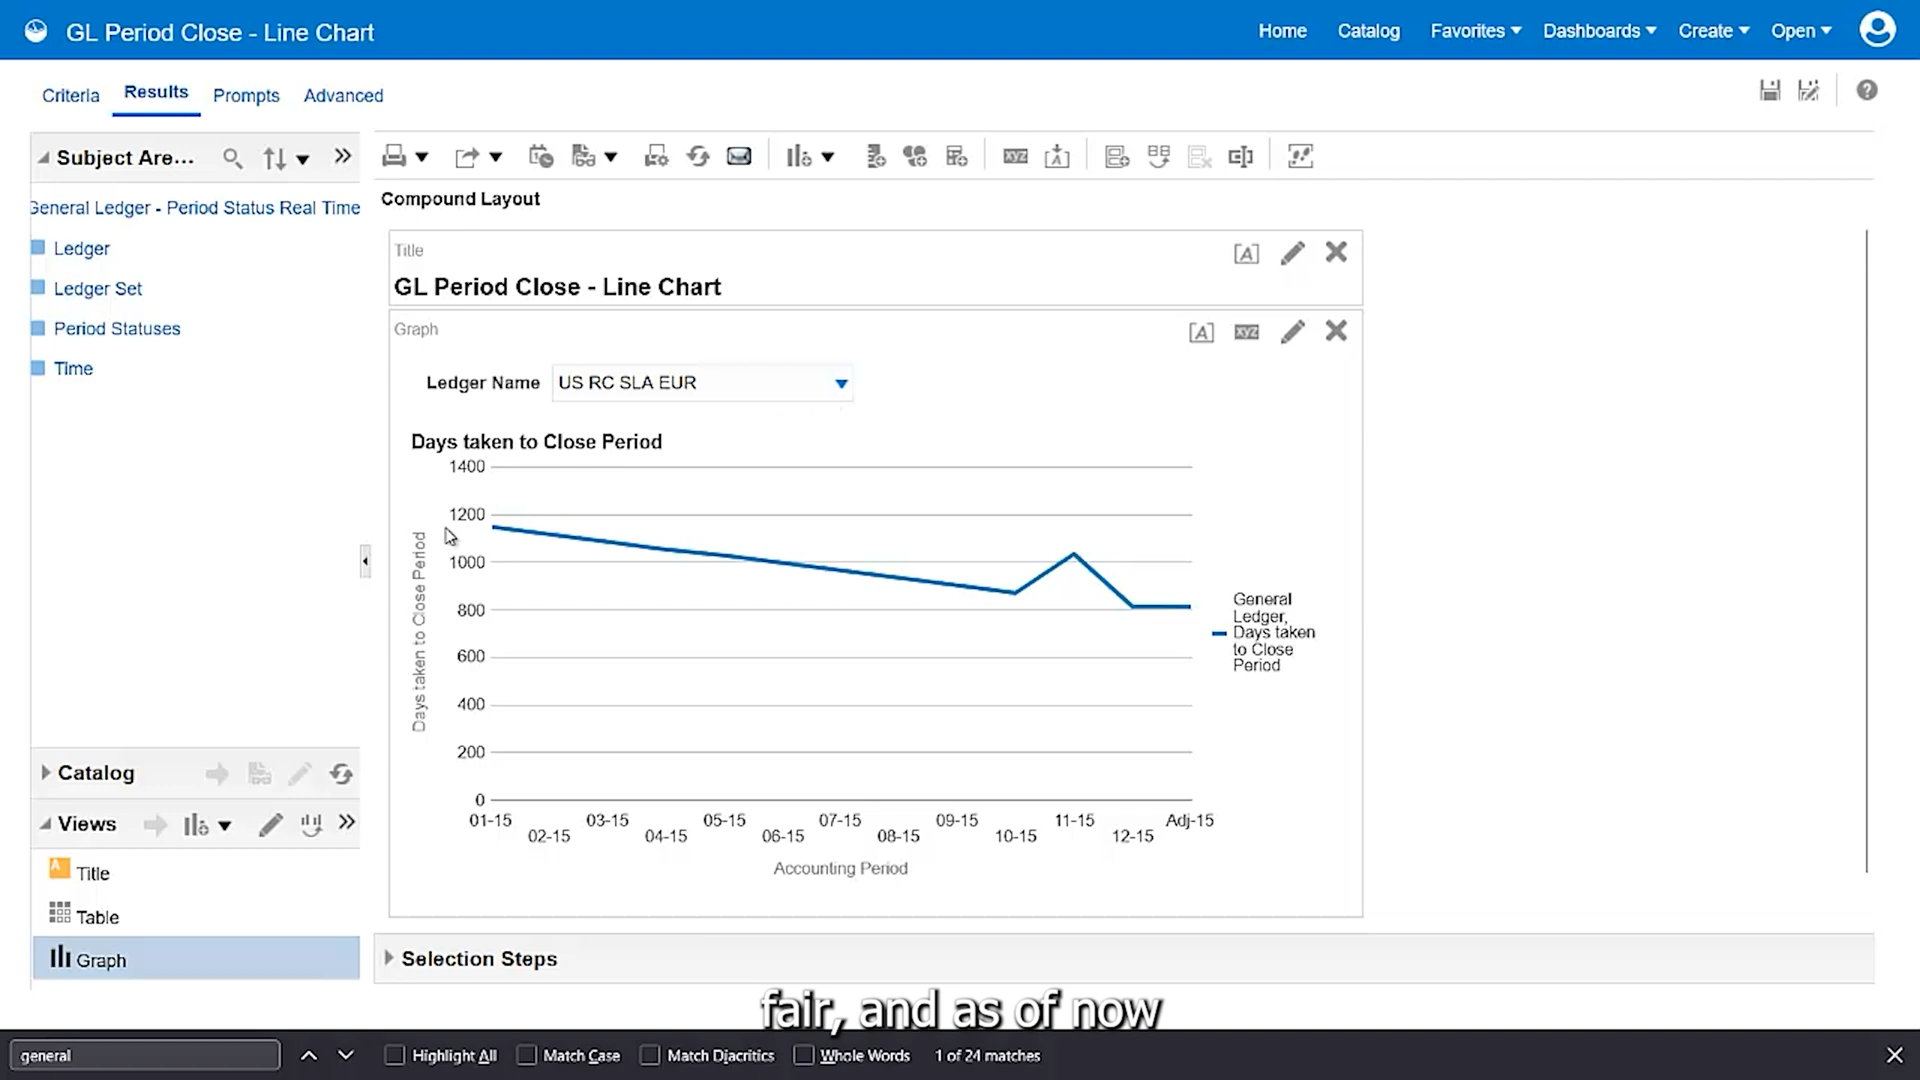 GL Period Close - Line Chart
Home
Catalog
Favorites
Dashboards
Create
Open
Criteria
Results
Prompts
Advanced
Subject Are...
General Ledger - Period Status Real Time
Ledger
Ledger Set
Period Statuses
Time
Compound Layout
Title
GL Period Close - Line Chart
Graph
Ledger Name
US RC SLA EUR
Days taken to Close Period
1400
1200
1000
800
600
400
200
0
Days taken to Close Period
01-15
02-15
03-15
04-15
05-15
06-15
07-15
08-15
09-15
10-15
11-15
12-15
Adj-15
Accounting Period
General
Ledger,
Days taken
to Close
Period
Catalog
Views
Title
Table
Graph
Selection Steps
fair, and as of now
general
Highlight All
Match Case
Match Diacritics
Whole Words
1 of 24 matches